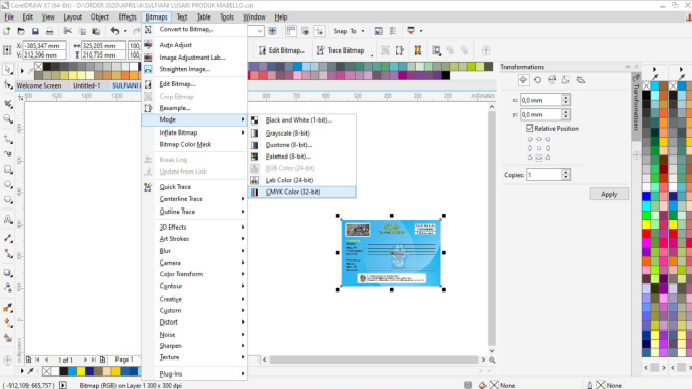 CorelDRAW X7 (64-Bit) - D:\ORDER 2020\APRIL\A\SULFIANI LUSARI PRODUK MABELLO.cdr
File Edit View Layout Object Effects Bitmaps Text Table Tools Window Help
Snap To
X: -385,347 mm 325,205 mm 100,
Y: 212,296 mm 210,735 mm 100,
Edit Bitmap... Trace Bitmap
Welcome Screen Untitled-1 SULFIANI
Convert to Bitmap...
Auto Adjust
Image Adjustment Lab...
Straighten Image...
Edit Bitmap...
Crop Bitmap
Resample...
Mode
Inflate Bitmap
Bitmap Color Mask
Break Link
Update from Link
Quick Trace
Centerline Trace
Outline Trace
3D Effects
Art Strokes
Blur
Camera
Color Transform
Contour
Creative
Custom
Distort
Noise
Sharpen
Texture
Plug-Ins
Black and White (1-bit)...
Grayscale (8-bit)
Duotone (8-bit)...
Paletted (8-bit)...
RGB Color (24-bit)
Lab Color (24-bit)
CMYK Color (32-bit)
Transformations
x: 0,0 mm
y: 0,0 mm
Relative Position
Copies: 1
Apply
Transformations
1 of 1 Page 1
( -912,109; 665,757 ) Bitmap (RGB) on Layer 1 300 x 300 dpi None None